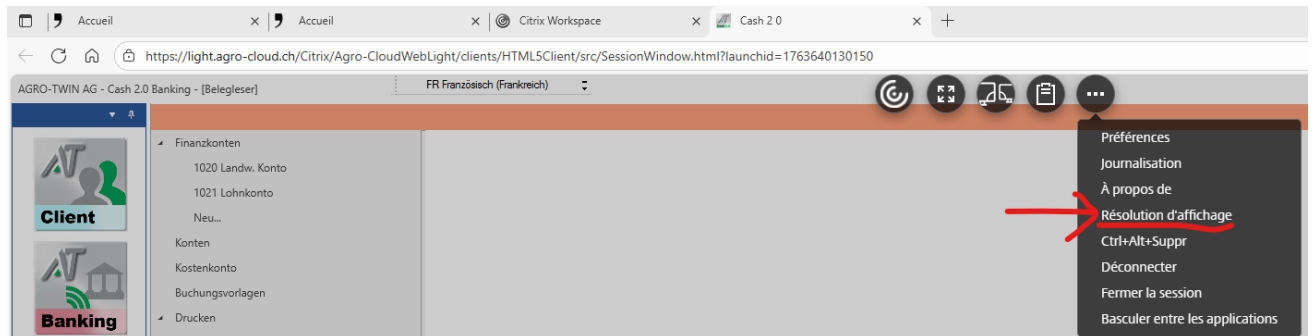 Accueil
Accueil
Citrix Workspace
Cash 2 0
https://light.agro-cloud.ch/Citrix/Agro-CloudWebLight/clients/HTML5Client/src/SessionWindow.html?launchid=1763640130150
AGRO-TWIN AG - Cash 2.0 Banking - [Belegleser]
FR Französisch (Frankreich)
AT
Client
AT
Banking
Finanzkonten
1020 Landw. Konto
1021 Lohnkonto
Neu...
Konten
Kostenkonto
Buchungsvorlagen
Drucken
Préférences
Journalisation
À propos de
Résolution d'affichage
Ctrl+Alt+Suppr
Déconnecter
Fermer la session
Basculer entre les applications